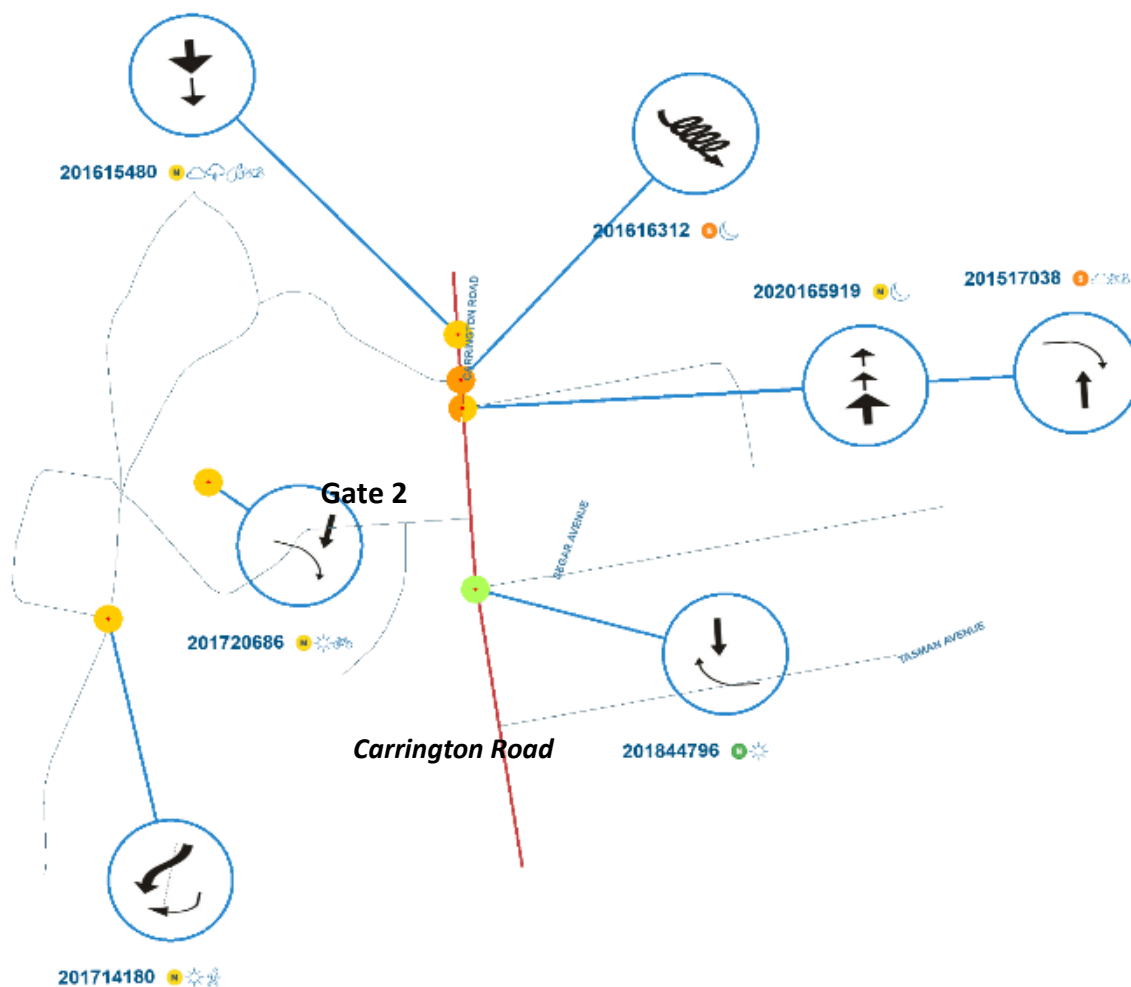 201615480 N
201616312 S
CARRINGTON ROAD
2020165919 N
201517038 S
Gate 2
SEGAR AVENUE
201720686 N
TASMAN AVENUE
Carrington Road
201844796 N
201714180 N